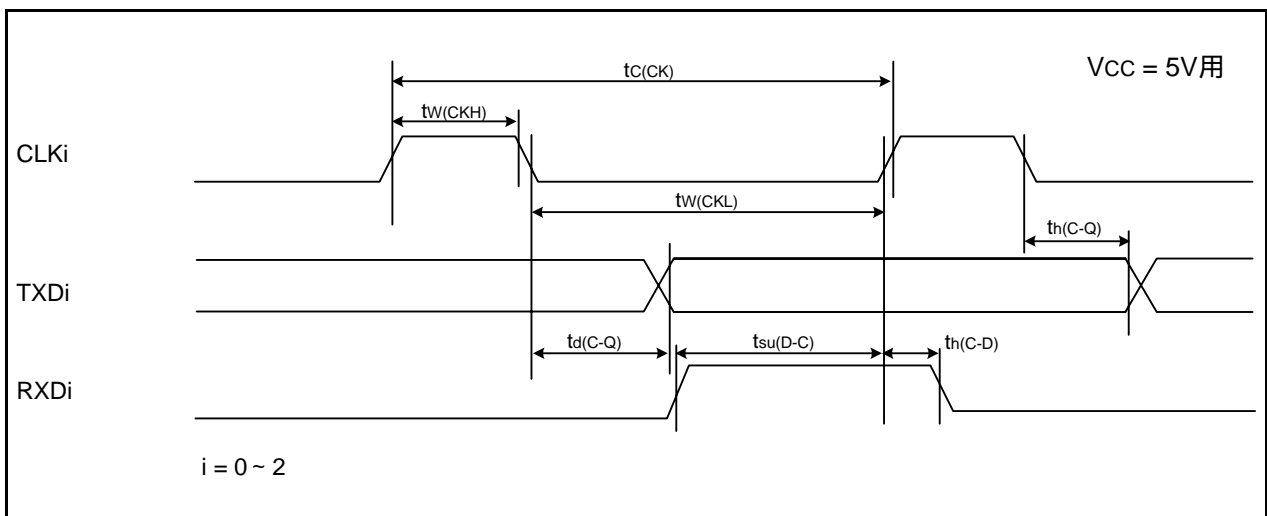 VCC = 5V用
tC(CK)
tW(CKH)
CLKi
tW(CKL)
th(C-Q)
TXDi
td(C-Q)
tsu(D-C)
th(C-D)
RXDi
i = 0 ~ 2